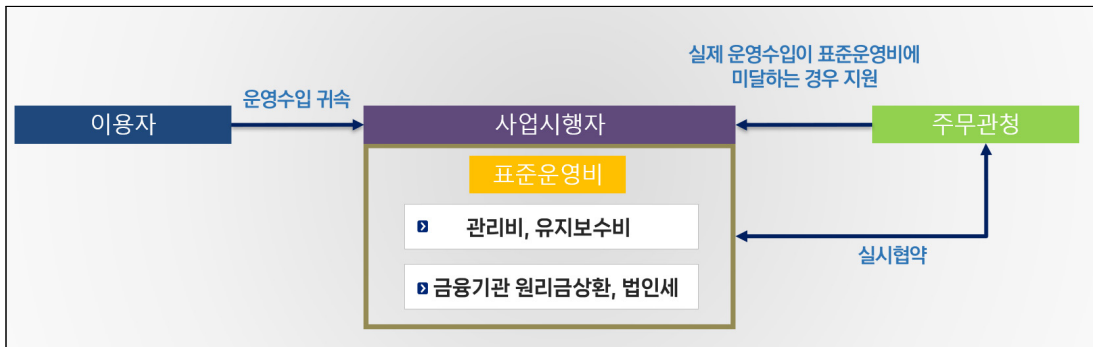 실제 운영수입이 표준운영비에
미달하는 경우 지원
운영수입 귀속
이용자
사업시행자
주무관청
표준운영비
관리비, 유지보수비
실시협약
금융기관 원리금상환, 법인세